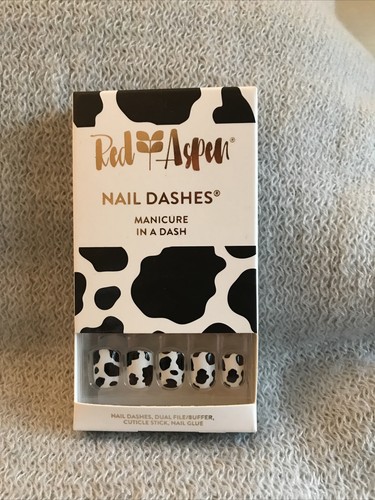 Red Aspen®
NAIL DASHES®
MANICURE
IN A DASH
NAIL DASHES, DUAL FILE/BUFFER,
CUTICLE STICK, NAIL GLUE